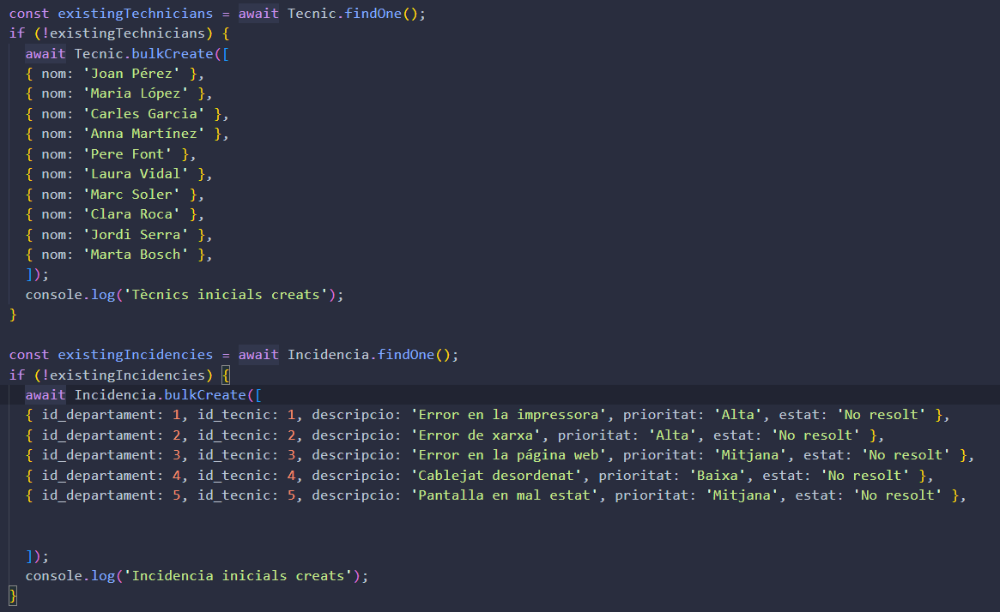 const existingTechnicians = await Tecnic.findOne();
if (!existingTechnicians) {
  await Tecnic.bulkCreate([
  { nom: 'Joan Pérez' },
  { nom: 'Maria López' },
  { nom: 'Carles Garcia' },
  { nom: 'Anna Martínez' },
  { nom: 'Pere Font' },
  { nom: 'Laura Vidal' },
  { nom: 'Marc Soler' },
  { nom: 'Clara Roca' },
  { nom: 'Jordi Serra' },
  { nom: 'Marta Bosch' },
  ]);
  console.log('Tècnics inicials creats');
}

const existingIncidencies = await Incidencia.findOne();
if (!existingIncidencies) {
  await Incidencia.bulkCreate([
  { id_departament: 1, id_tecnic: 1, descripcio: 'Error en la impressora', prioritat: 'Alta', estat: 'No resolt' },
  { id_departament: 2, id_tecnic: 2, descripcio: 'Error de xarxa', prioritat: 'Alta', estat: 'No resolt' },
  { id_departament: 3, id_tecnic: 3, descripcio: 'Error en la página web', prioritat: 'Mitjana', estat: 'No resolt' },
  { id_departament: 4, id_tecnic: 4, descripcio: 'Cablejat desordenat', prioritat: 'Baixa', estat: 'No resolt' },
  { id_departament: 5, id_tecnic: 5, descripcio: 'Pantalla en mal estat', prioritat: 'Mitjana', estat: 'No resolt' },


  ]);
  console.log('Incidencia inicials creats');
}